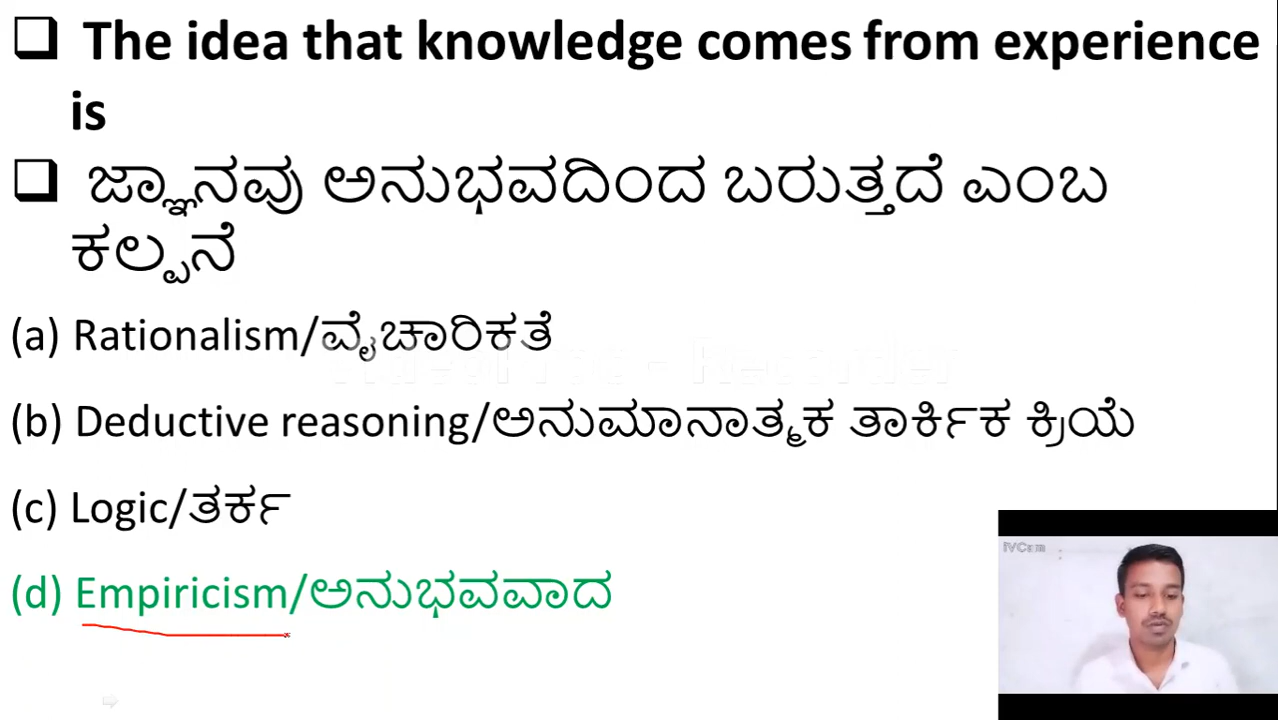 The idea that knowledge comes from experience
is
ಜ್ಞಾನವು ಅನುಭವದಿಂದ ಬರುತ್ತದೆ ಎಂಬ
ಕಲ್ಪನೆ
(a) Rationalism/ವೈಚಾರಿಕತೆ
(b) Deductive reasoning/ಅನುಮಾನಾತ್ಮಕ ತಾರ್ಕಿಕ ಕ್ರಿಯೆ
(c) Logic/ತರ್ಕ
(d) Empiricism/ಅನುಭವವಾದ
iVCam